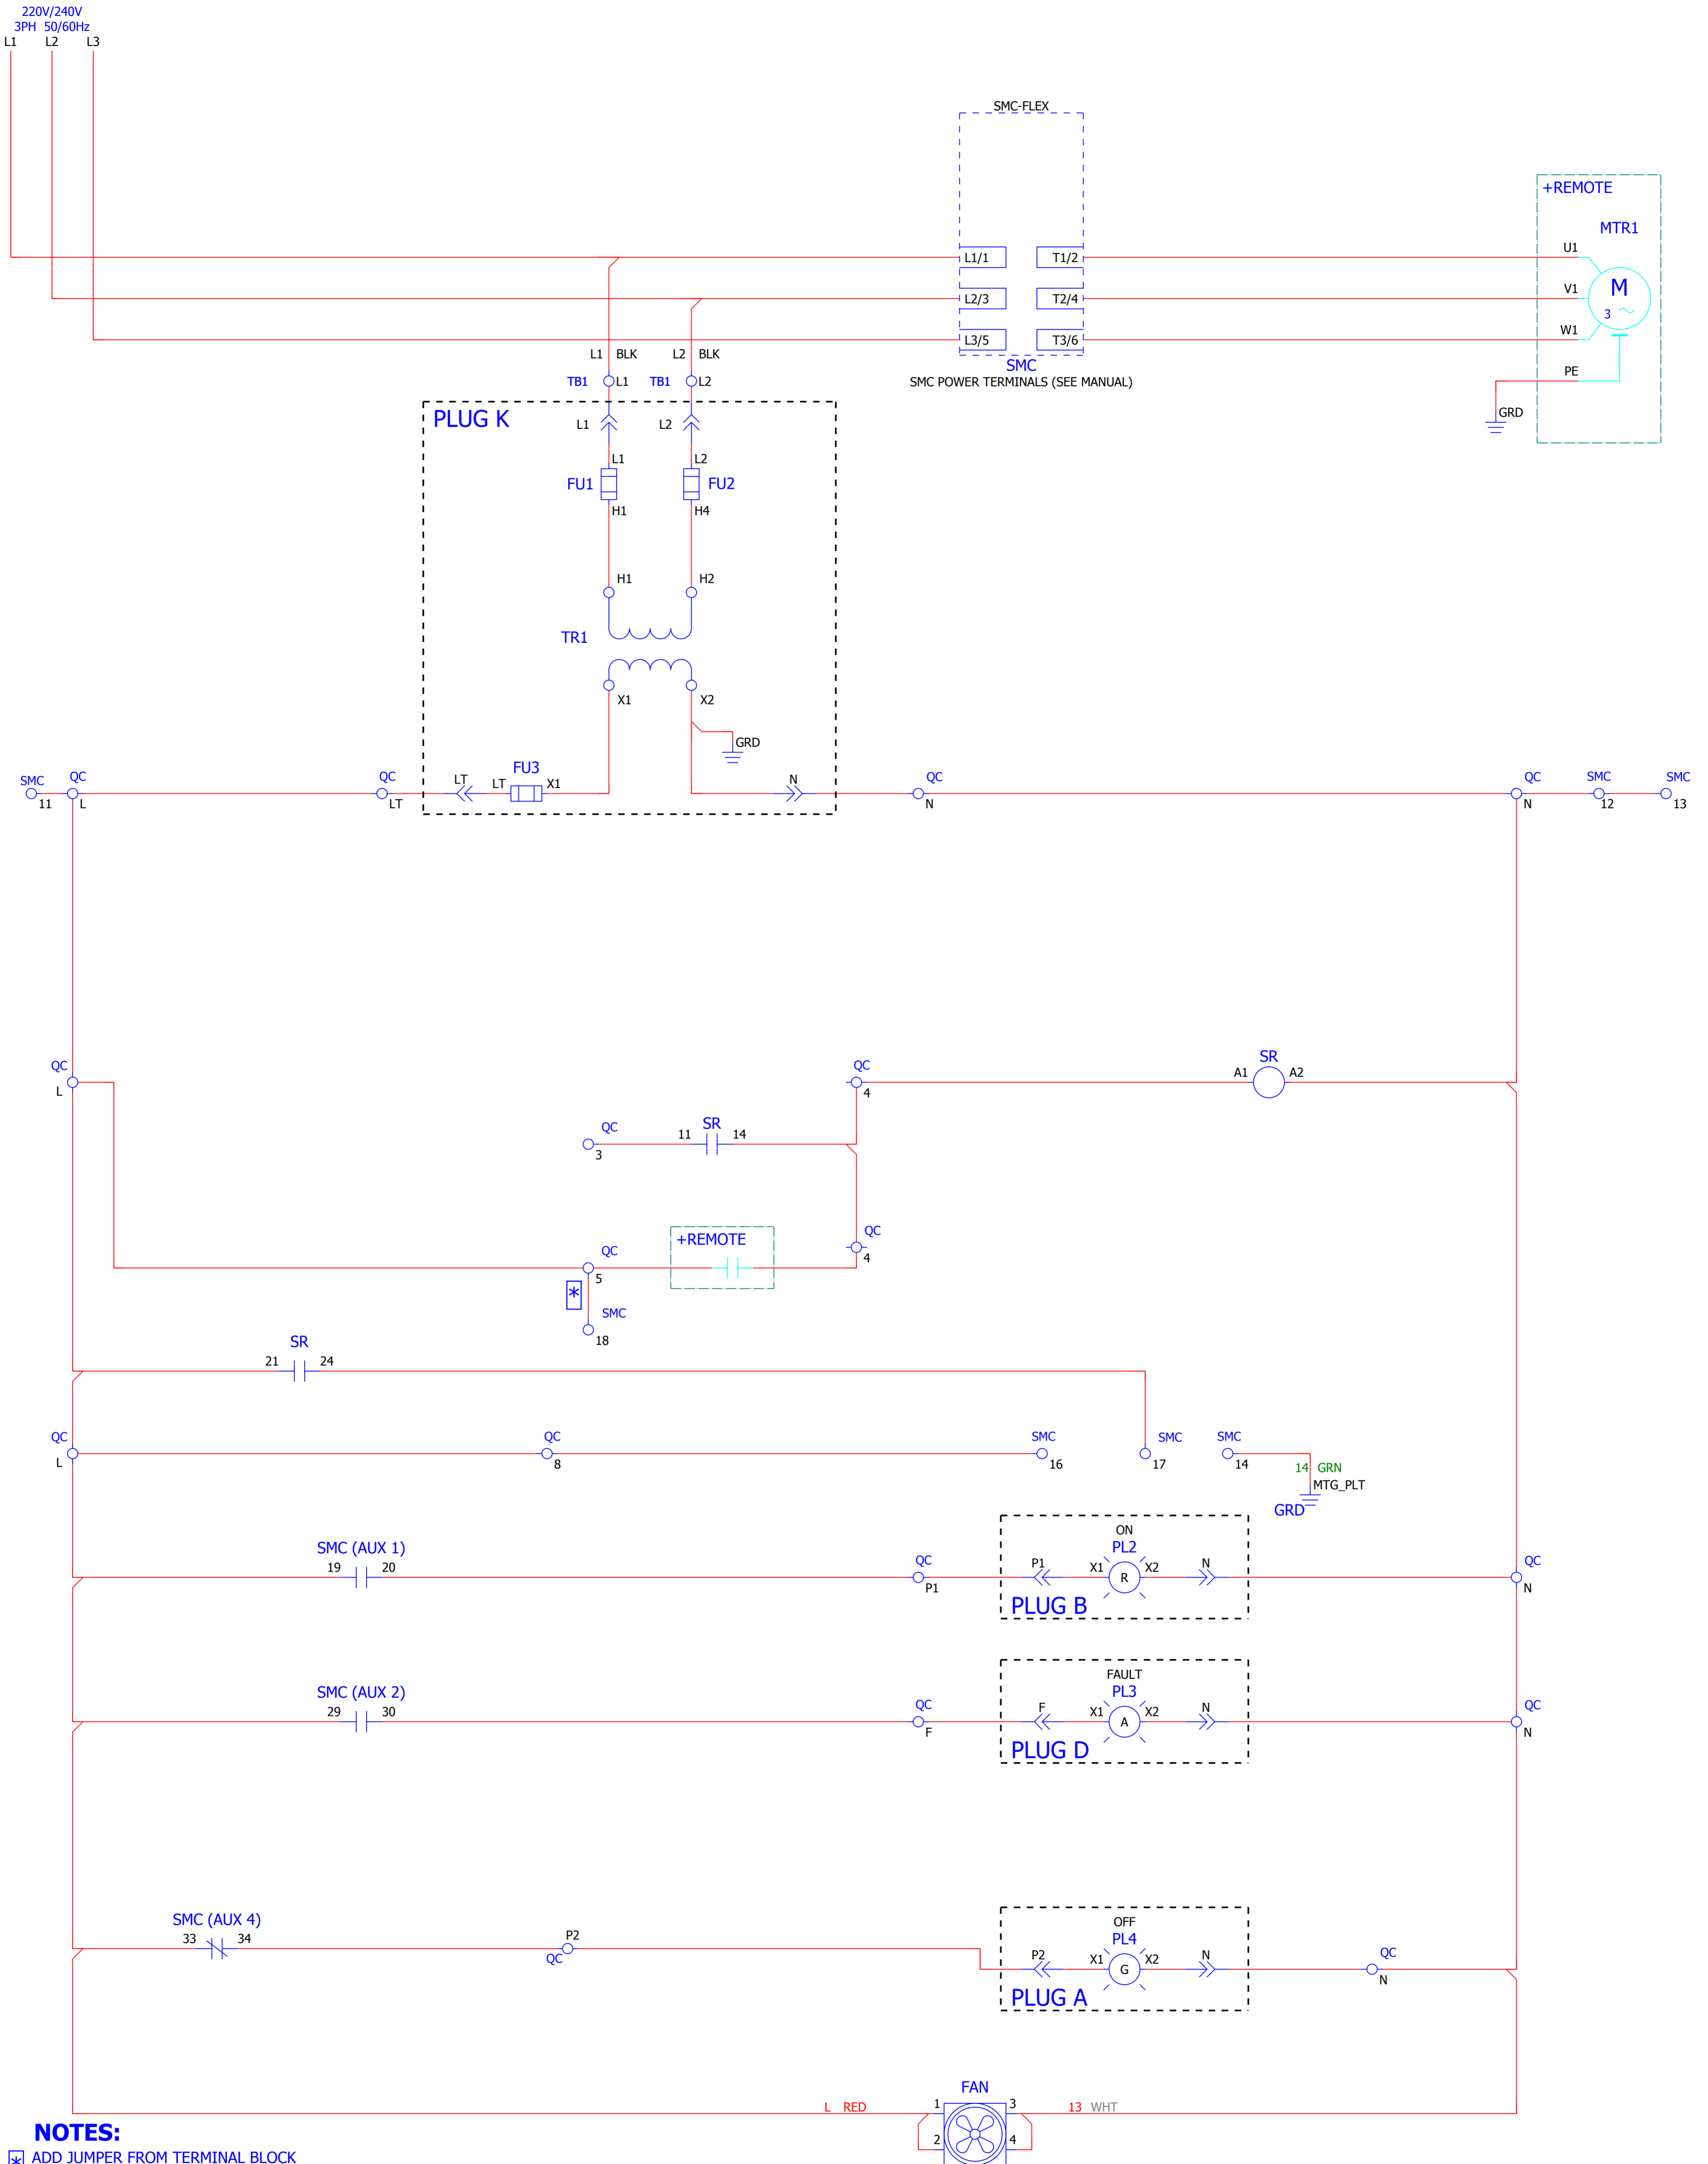 220V/240V
3PH 50/60Hz
L1 L2 L3
SMC-FLEX
+REMOTE
MTR1
L1/1 T1/2 U1
M
3
L2/3 T2/4 V1
L3/5 T3/6 W1
SMC
SMC POWER TERMINALS (SEE MANUAL)
PE
GRD
L1 BLK L2 BLK
TB1 L1 TB1 L2
PLUG K
L1 L2
L1 L2
FU1 FU2
H1 H4
H1 H2
TR1
X1 X2
GRD
FU3
SMC QC QC LT LT X1 N QC QC SMC SMC
11 L LT N N 12 13
QC QC SR
L 4 A1 A2
QC SR
3 11 14
QC
4
+REMOTE
QC
5
*
SMC
18
SR
21 24
QC QC SMC SMC SMC
L 8 16 17 14
14 GRN
MTG_PLT
GRD
SMC (AUX 1)
19 20
QC
P1
ON
PL2
P1 X1 R X2 N
PLUG B
QC
N
SMC (AUX 2)
29 30
QC
F
FAULT
PL3
F X1 A X2 N
PLUG D
QC
N
SMC (AUX 4)
33 34
P2
QC
OFF
PL4
P2 X1 G X2 N
PLUG A
QC
N
FAN
L RED 1 3 13 WHT
2 4
NOTES:
* ADD JUMPER FROM TERMINAL BLOCK